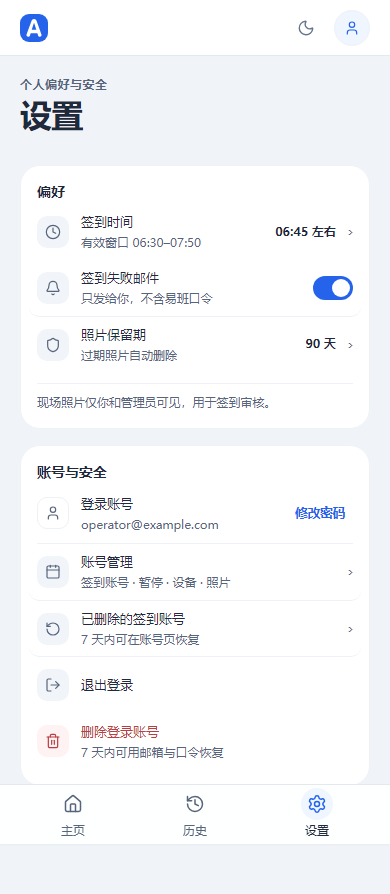 A
个人偏好与安全
设置
偏好
签到时间
有效窗口 06:30–07:50
06:45 左右 ›
签到失败邮件
只发给你，不含易班口令
照片保留期
过期照片自动删除
90 天 ›
现场照片仅你和管理员可见，用于签到审核。
账号与安全
登录账号
operator@example.com
修改密码
账号管理
签到账号 · 暂停 · 设备 · 照片
›
已删除的签到账号
7 天内可在账号页恢复
›
退出登录
删除登录账号
7 天内可用邮箱与口令恢复
主页
历史
设置